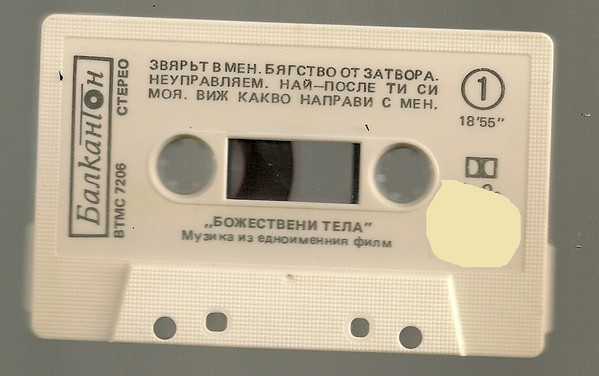 ЗВЯРЪТ В МЕН. БЯГСТВО ОТ ЗАТВОРА.
НЕУПРАВЛЯЕМ. НАЙ—ПОСЛЕ ТИ СИ
МОЯ. ВИЖ КАКВО НАПРАВИ С МЕН.
1
18'55"
Балкантон
СТЕРЕО
ВТМС 7206
„БОЖЕСТВЕНИ ТЕЛА”
Музика из едноименния филм